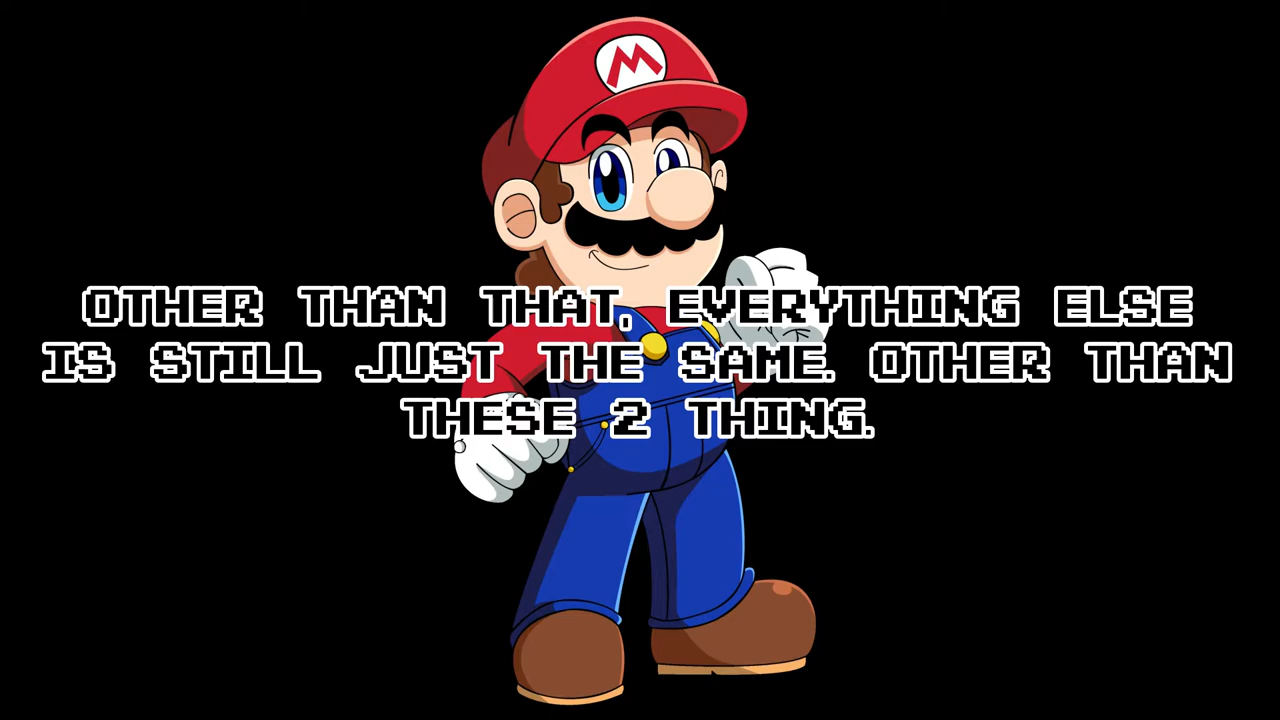 M
OTHER THAN THAT, EVERYTHING ELSE
IS STILL JUST THE SAME. OTHER THAN
THESE 2 THING.